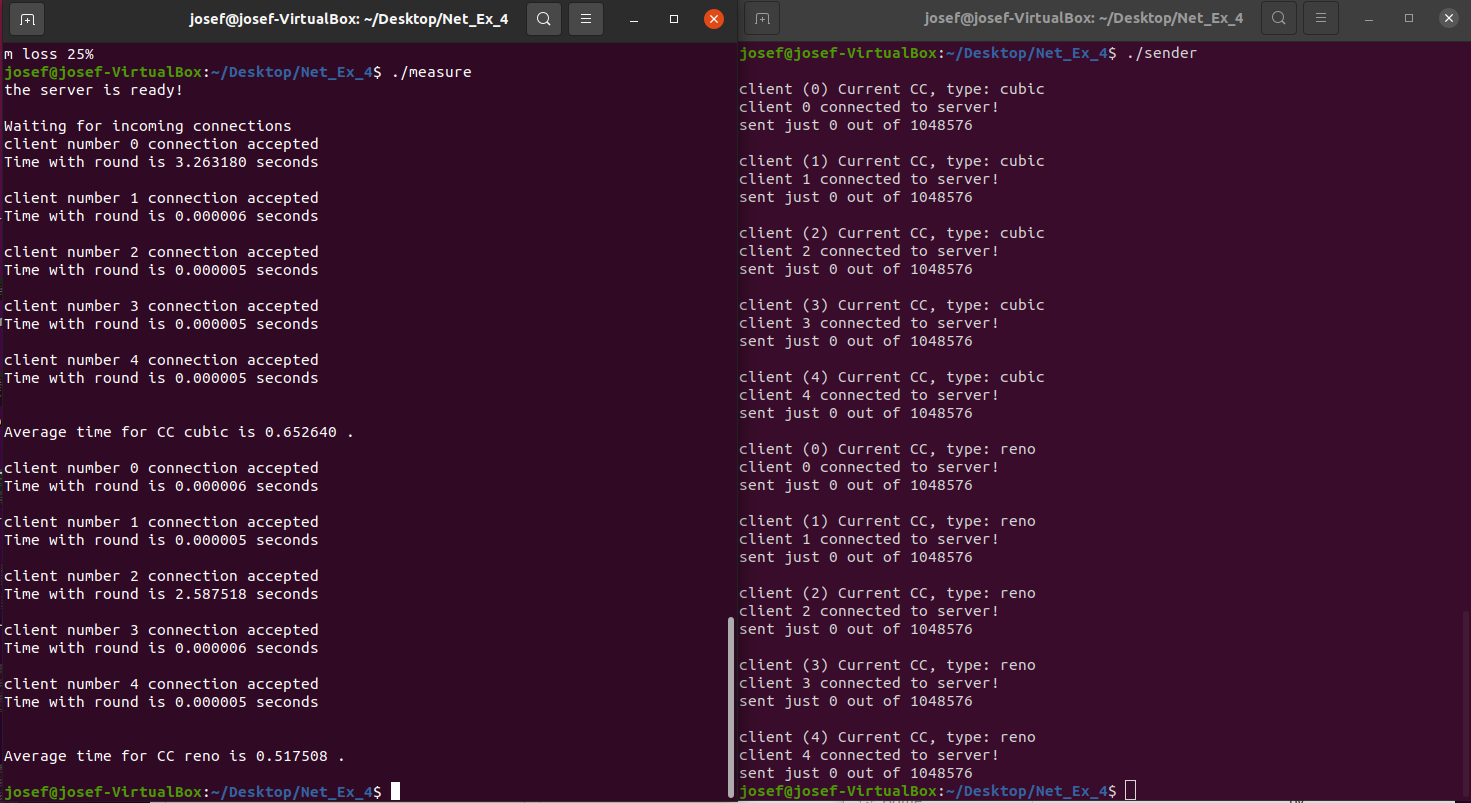 josef@josef-VirtualBox: ~/Desktop/Net_Ex_4
m loss 25%
josef@josef-VirtualBox:~/Desktop/Net_Ex_4$ ./measure
the server is ready!
Waiting for incoming connections
client number 0 connection accepted
Time with round is 3.263180 seconds
client number 1 connection accepted
Time with round is 0.000006 seconds
client number 2 connection accepted
Time with round is 0.000005 seconds
client number 3 connection accepted
Time with round is 0.000005 seconds
client number 4 connection accepted
Time with round is 0.000005 seconds
Average time for CC cubic is 0.652640 .
client number 0 connection accepted
Time with round is 0.000006 seconds
client number 1 connection accepted
Time with round is 0.000005 seconds
client number 2 connection accepted
Time with round is 2.587518 seconds
client number 3 connection accepted
Time with round is 0.000006 seconds
client number 4 connection accepted
Time with round is 0.000005 seconds
Average time for CC reno is 0.517508 .
josef@josef-VirtualBox:~/Desktop/Net_Ex_4$
josef@josef-VirtualBox: ~/Desktop/Net_Ex_4
josef@josef-VirtualBox:~/Desktop/Net_Ex_4$ ./sender
client (0) Current CC, type: cubic
client 0 connected to server!
sent just 0 out of 1048576
client (1) Current CC, type: cubic
client 1 connected to server!
sent just 0 out of 1048576
client (2) Current CC, type: cubic
client 2 connected to server!
sent just 0 out of 1048576
client (3) Current CC, type: cubic
client 3 connected to server!
sent just 0 out of 1048576
client (4) Current CC, type: cubic
client 4 connected to server!
sent just 0 out of 1048576
client (0) Current CC, type: reno
client 0 connected to server!
sent just 0 out of 1048576
client (1) Current CC, type: reno
client 1 connected to server!
sent just 0 out of 1048576
client (2) Current CC, type: reno
client 2 connected to server!
sent just 0 out of 1048576
client (3) Current CC, type: reno
client 3 connected to server!
sent just 0 out of 1048576
client (4) Current CC, type: reno
client 4 connected to server!
sent just 0 out of 1048576
josef@josef-VirtualBox:~/Desktop/Net_Ex_4$